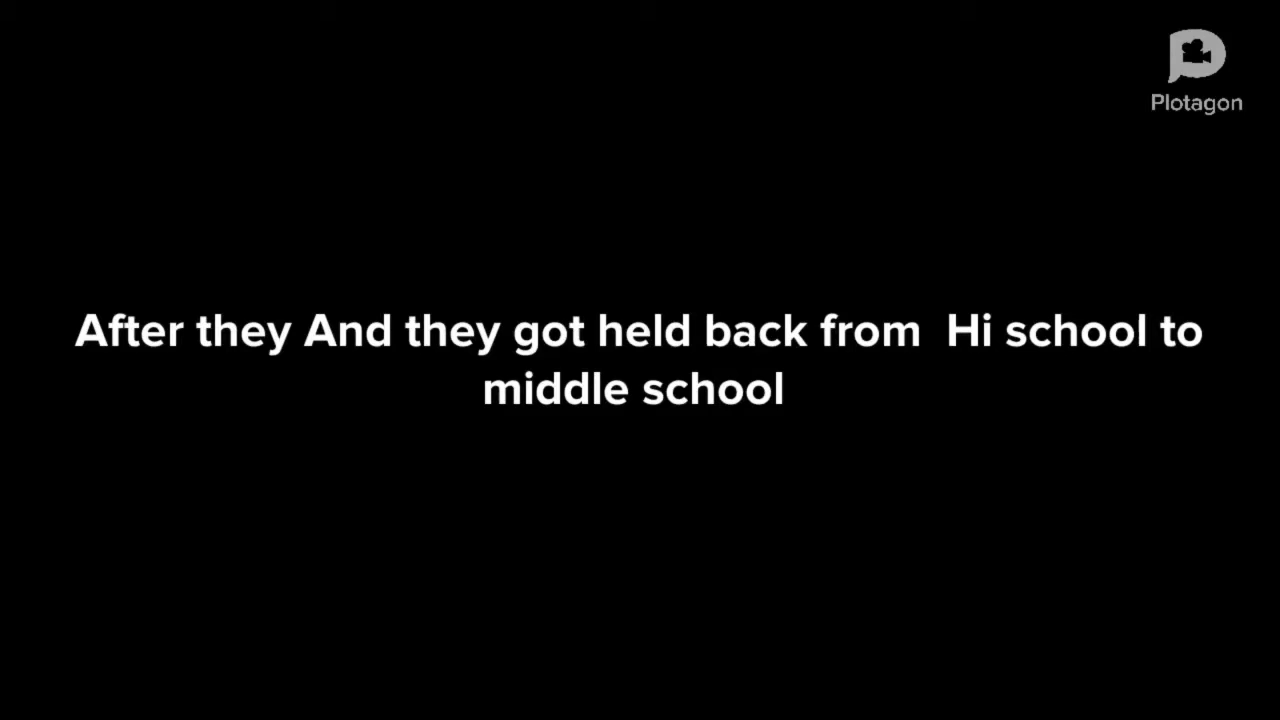 Plotagon
After they And they got held back from  Hi school to
middle school